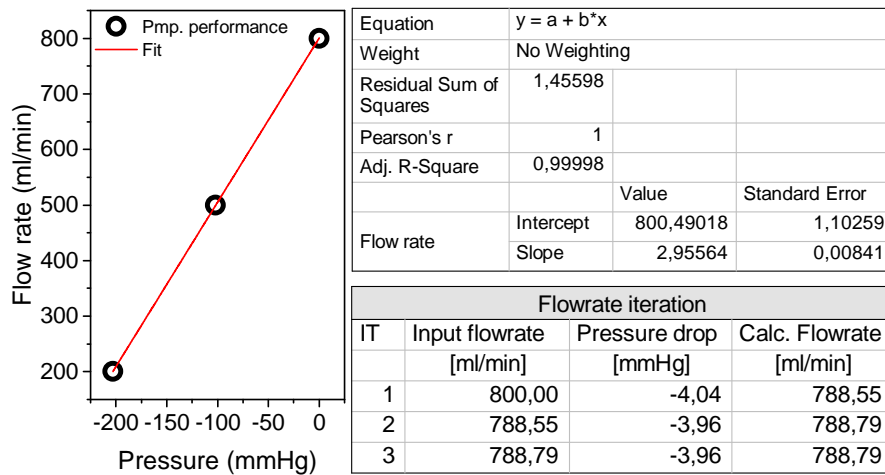 Pmp. performance
Fit
800
700
600
500
400
300
200
-200 -150 -100 -50 0
Flow rate (ml/min)
Pressure (mmHg)
Equation y = a + b*x
Weight No Weighting
Residual Sum of Squares 1,45598
Pearson's r 1
Adj. R-Square 0,99998
Value Standard Error
Flow rate Intercept 800,49018 1,10259
Slope 2,95564 0,00841
Flowrate iteration
IT Input flowrate Pressure drop Calc. Flowrate
[ml/min] [mmHg] [ml/min]
1 800,00 -4,04 788,55
2 788,55 -3,96 788,79
3 788,79 -3,96 788,79